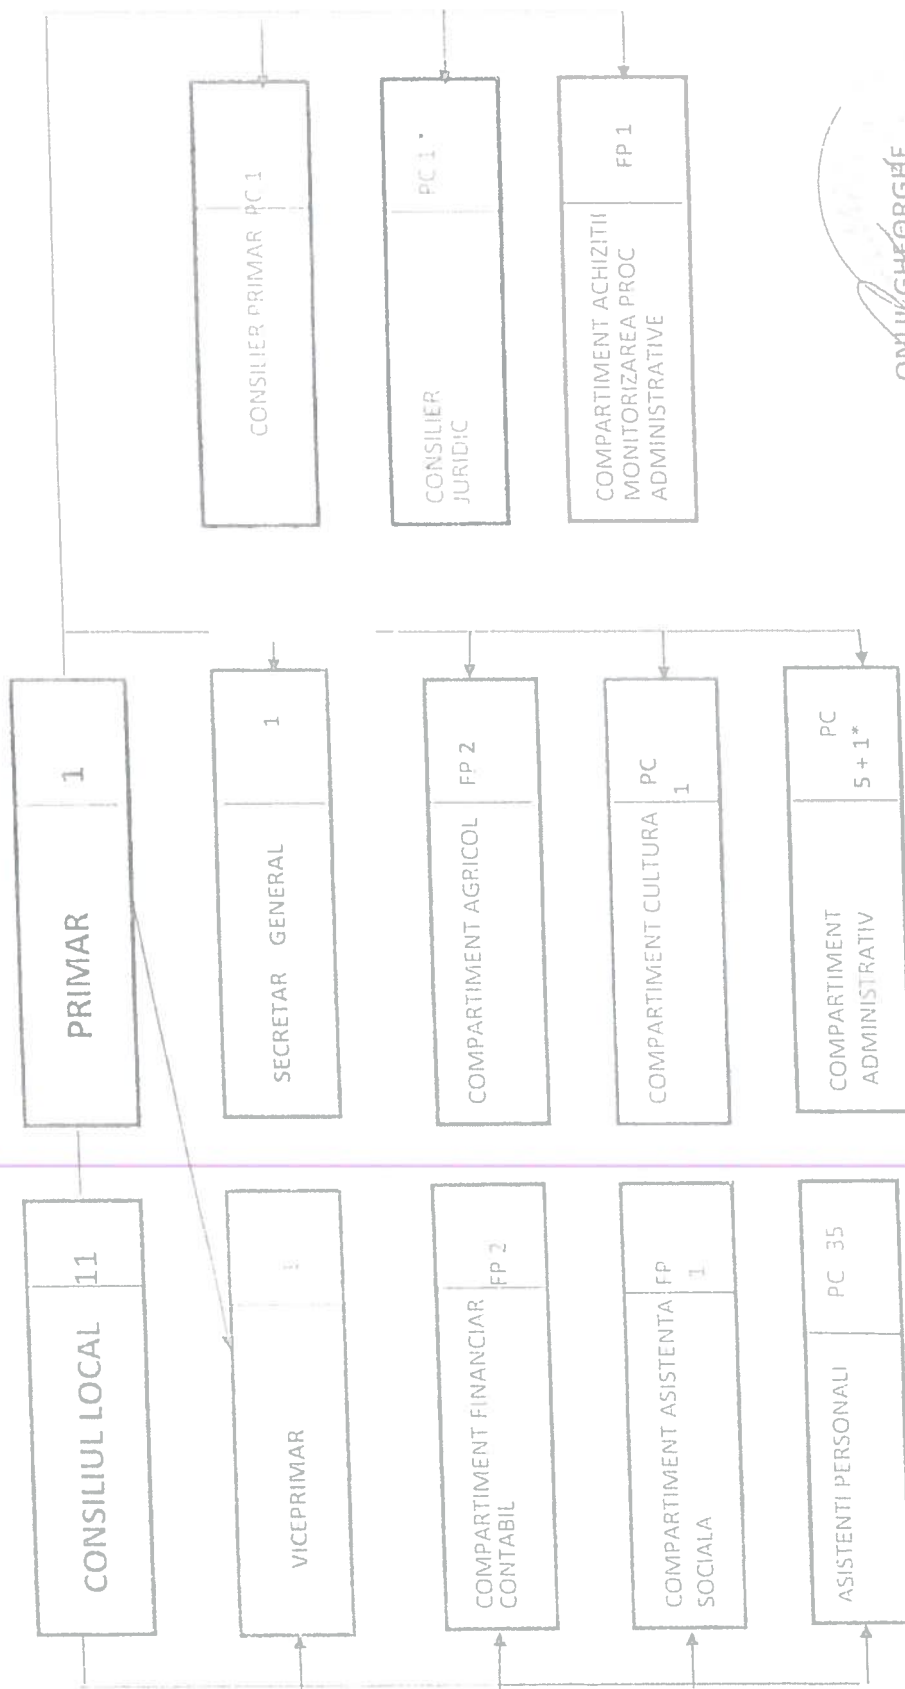 CONSILIUL LOCAL 11
PRIMAR 1
VICEPRIMAR
SECRETAR GENERAL 1
CONSILIER PRIMAR PC 1
COMPARTIMENT FINANCIAR FP 2
CONTABIL
COMPARTIMENT AGRICOL FP 2
CONSILIER PC 1 *
JURIDIC
COMPARTIMENT ASISTENTA FP
SOCIALA 1
COMPARTIMENT CULTURA PC
1
COMPARTIMENT ACHIZITII FP 1
MONITORIZAREA PROC
ADMINISTRATIVE
ASISTENTI PERSONALI PC 35
COMPARTIMENT PC
ADMINISTRATIV 5 + 1*
GHEORGHE